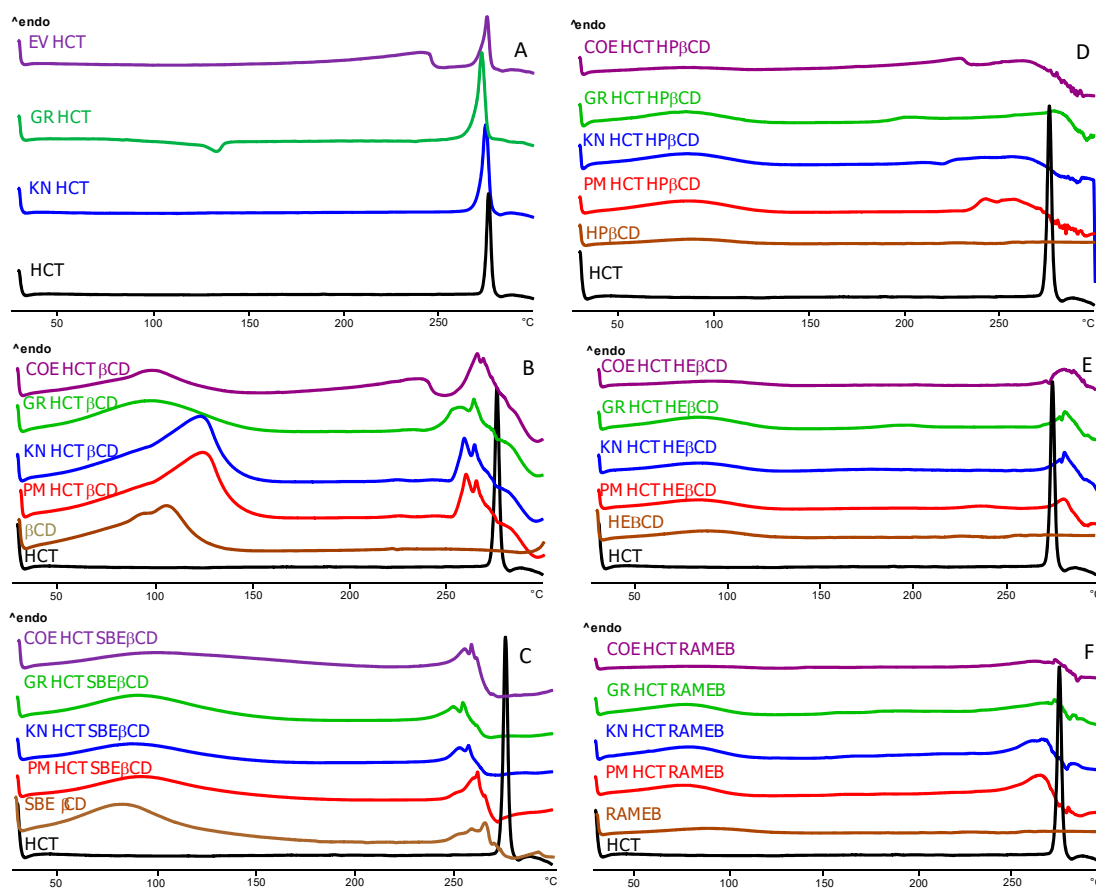 ^endo
A
EV HCT
GR HCT
KN HCT
HCT
50 100 150 200 250 °C
^endo
D
COE HCT HPβCD
GR HCT HPβCD
KN HCT HPβCD
PM HCT HPβCD
HPβCD
HCT
50 100 150 200 250 °C
^endo
B
COE HCT βCD
GR HCT βCD
KN HCT βCD
PM HCT βCD
βCD
HCT
50 100 150 200 250 °C
^endo
E
COE HCT HEβCD
GR HCT HEβCD
KN HCT HEβCD
PM HCT HEβCD
HEBCD
HCT
50 100 150 200 250 °C
^endo
C
COE HCT SBEβCD
GR HCT SBEβCD
KN HCT SBEβCD
PM HCT SBEβCD
SBE βCD
HCT
50 100 150 200 250 °C
^endo
F
COE HCT RAMEB
GR HCT RAMEB
KN HCT RAMEB
PM HCT RAMEB
RAMEB
HCT
50 100 150 200 250 °C